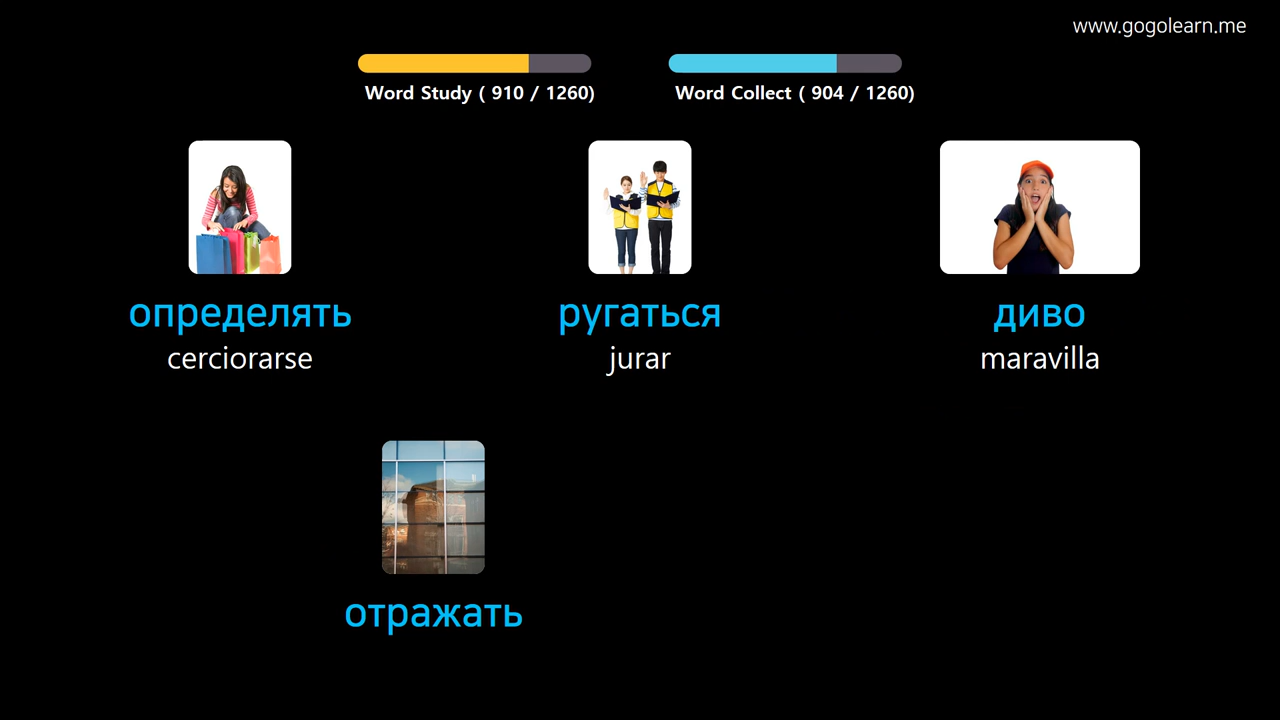 www.gogolearn.me
Word Study ( 910 / 1260)
Word Collect ( 904 / 1260)
определять
cerciorarse
ругаться
jurar
диво
maravilla
отражать